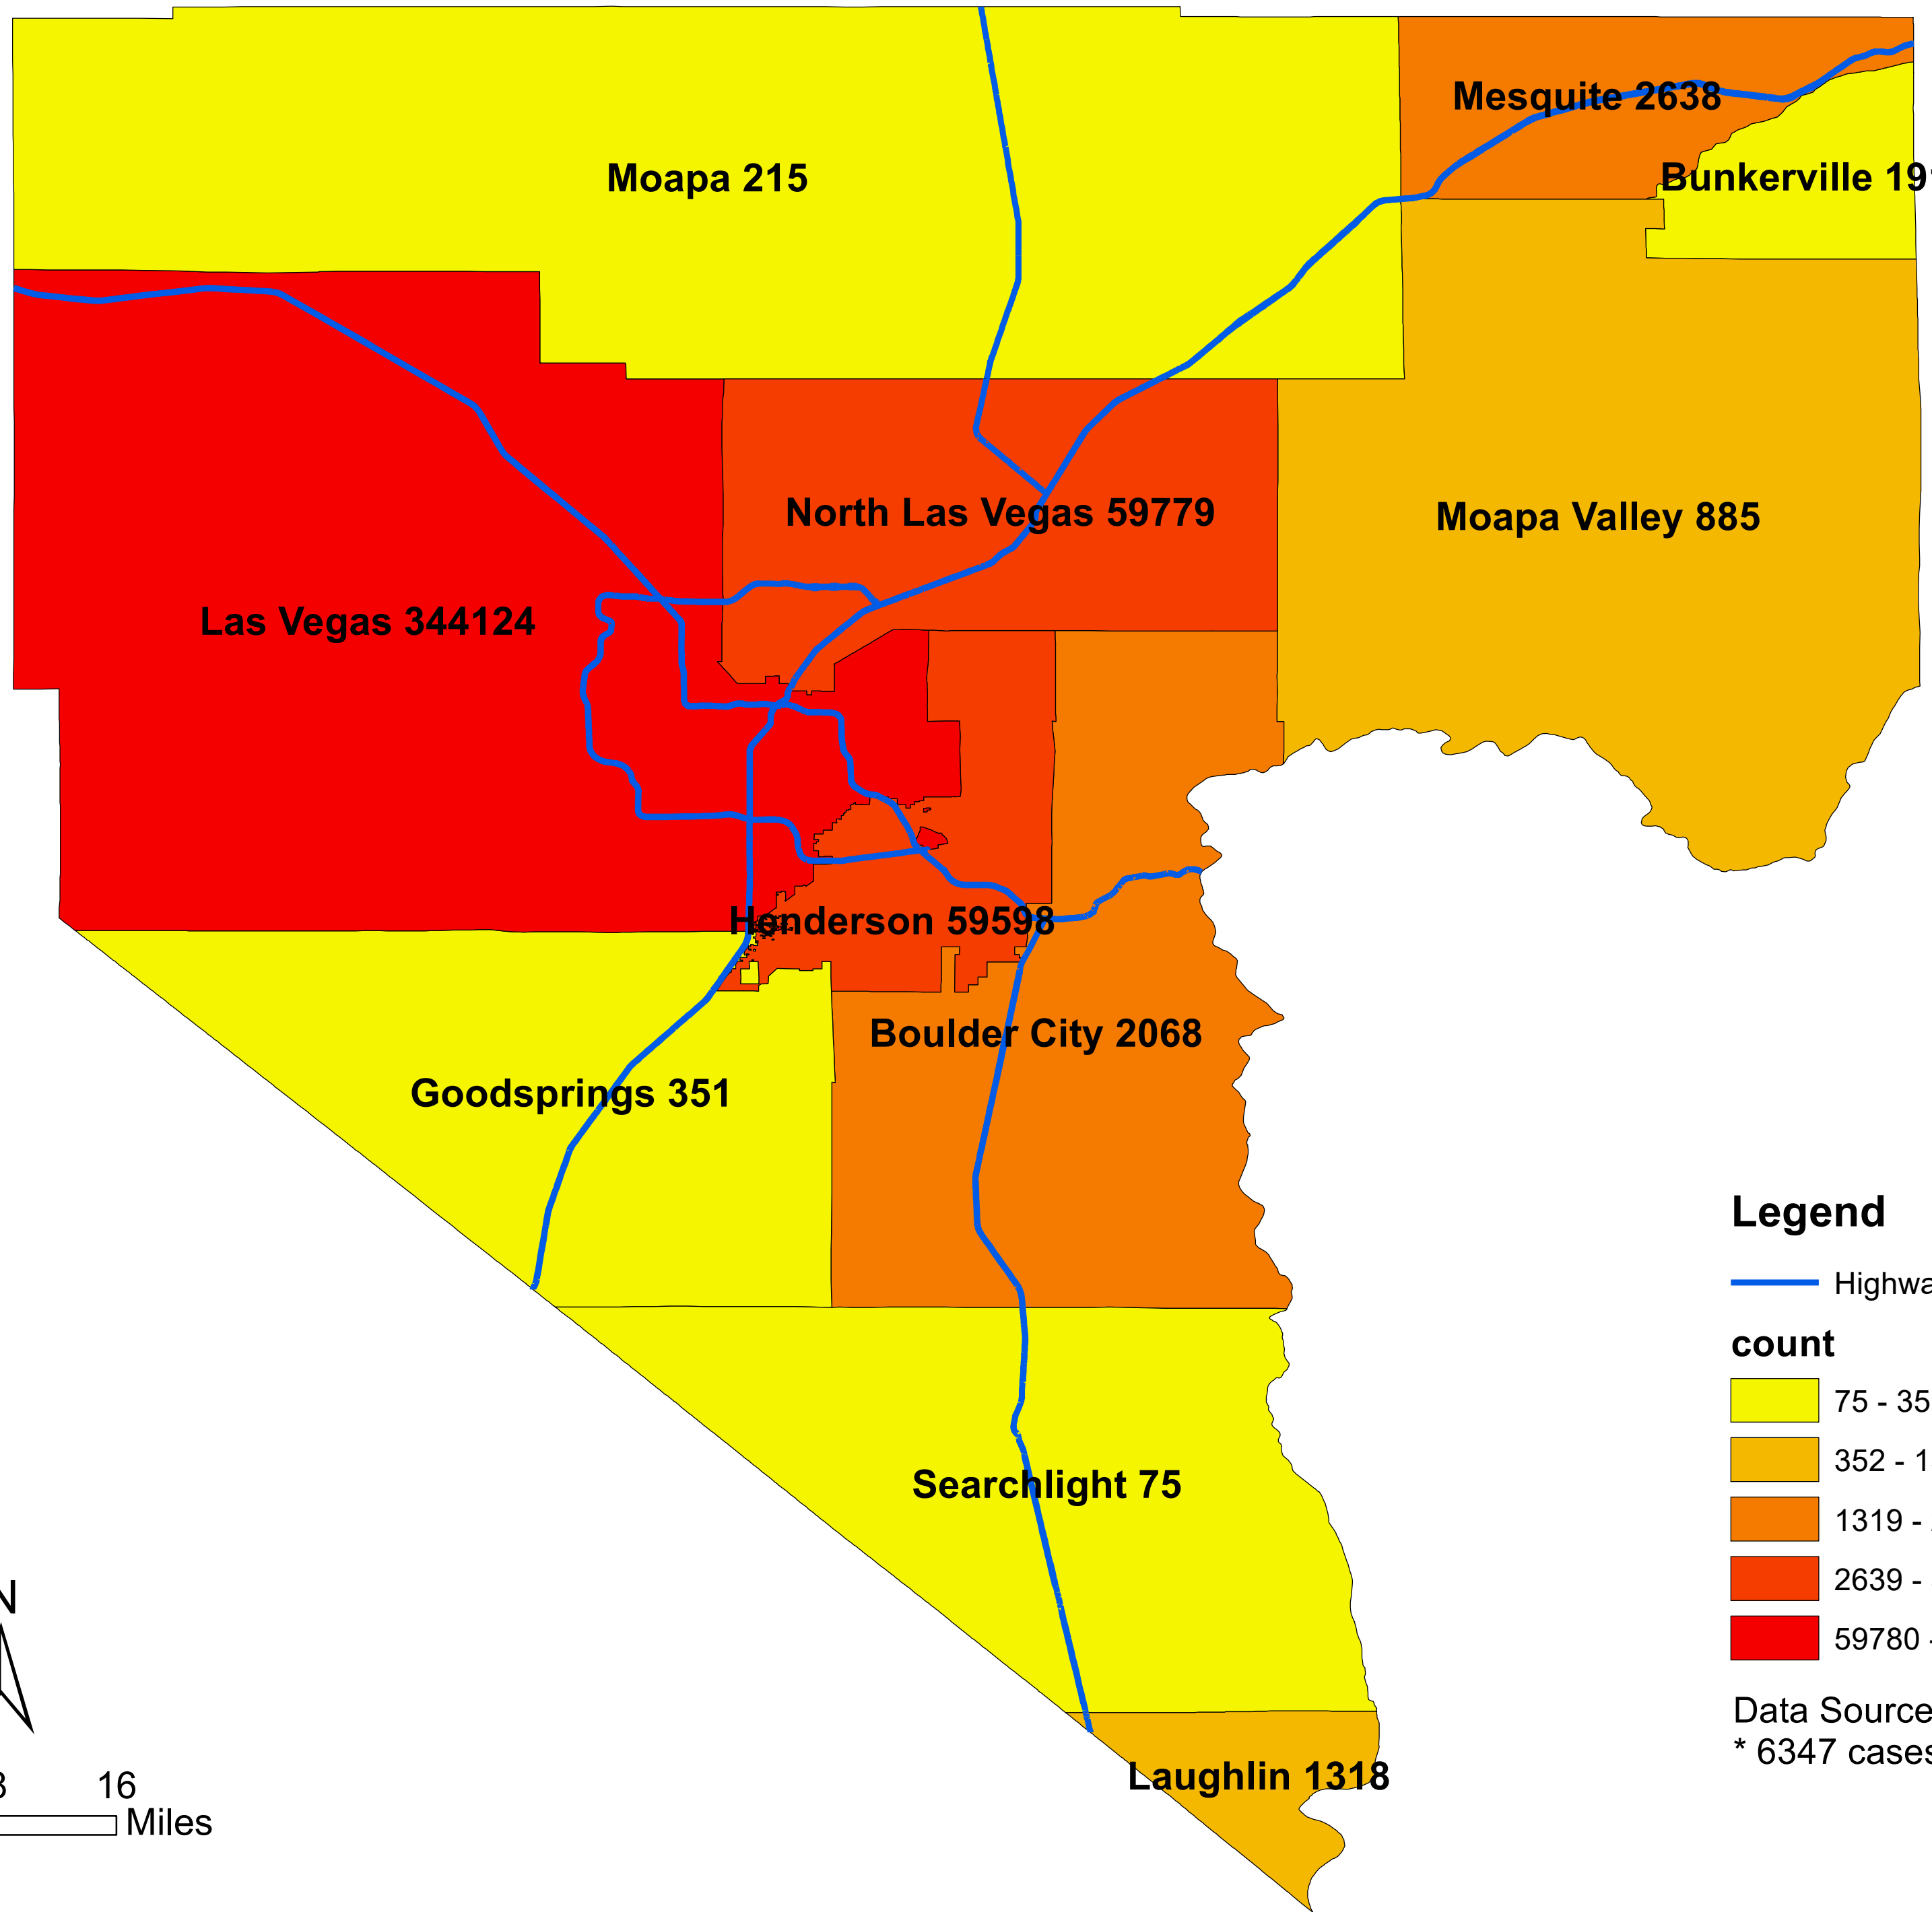 Mesquite 2638
Moapa 215
Bunkerville 19
North Las Vegas 59779
Moapa Valley 885
Las Vegas 344124
Henderson 59598
Boulder City 2068
Goodsprings 351
Searchlight 75
Laughlin 1318
Legend
count
75 - 35
352 - 1
1319 -
2639 -
59780 -
Data Source
* 6347 cases
N
16
Miles